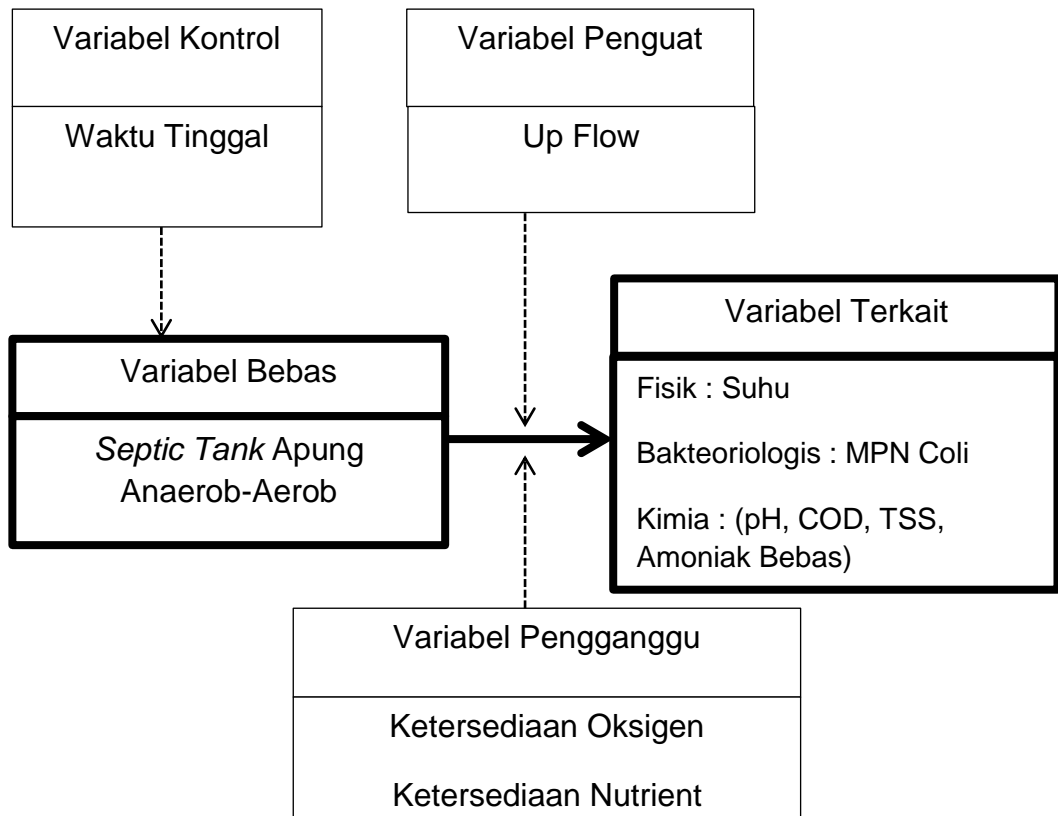 Variabel Kontrol
Waktu Tinggal
Variabel Penguat
Up Flow
Variabel Bebas
Septic Tank Apung
Anaerob-Aerob
Variabel Terkait
Fisik : Suhu
Bakteoriologis : MPN Coli
Kimia : (pH, COD, TSS,
Amoniak Bebas)
Variabel Pengganggu
Ketersediaan Oksigen
Ketersediaan Nutrient